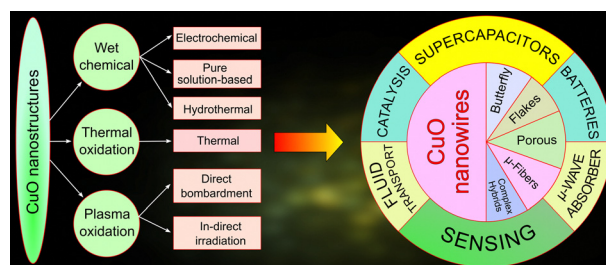 CuO nanostructures
Wet
chemical
Thermal
oxidation
Plasma
oxidation
Electrochemical
Pure
solution-based
Hydrothermal
Thermal
Direct
bombardment
In-direct
irradiation
SUPERCAPACITORS
CATALYSIS
BATTERIES
FLUID
TRANSPORT
μ-WAVE
ABSORBER
SENSING
CuO
nanowires
Butterfly
Flakes
Porous
μ-Fibers
Complex
Hybrids